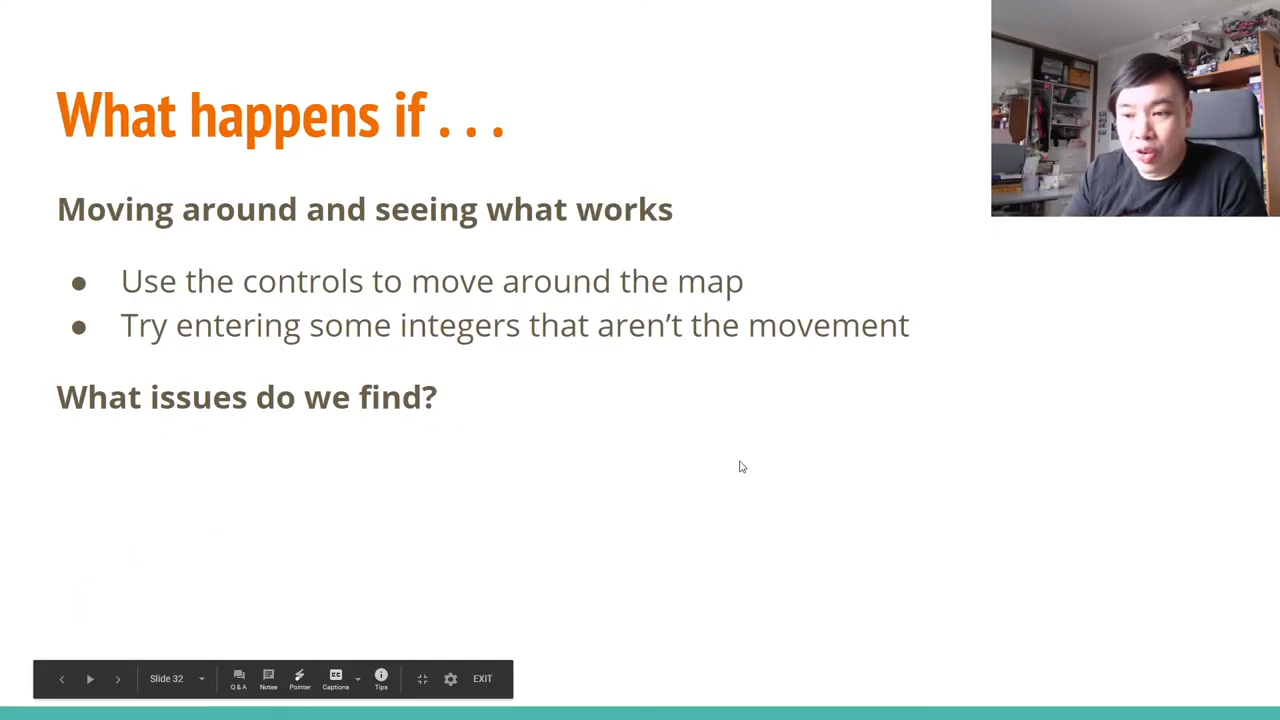 What happens if . . .
Moving around and seeing what works
● Use the controls to move around the map
● Try entering some integers that aren’t the movement
What issues do we find?
Slide 32
Q & A
Notes
Pointer
CC
Captions
Tips
EXIT